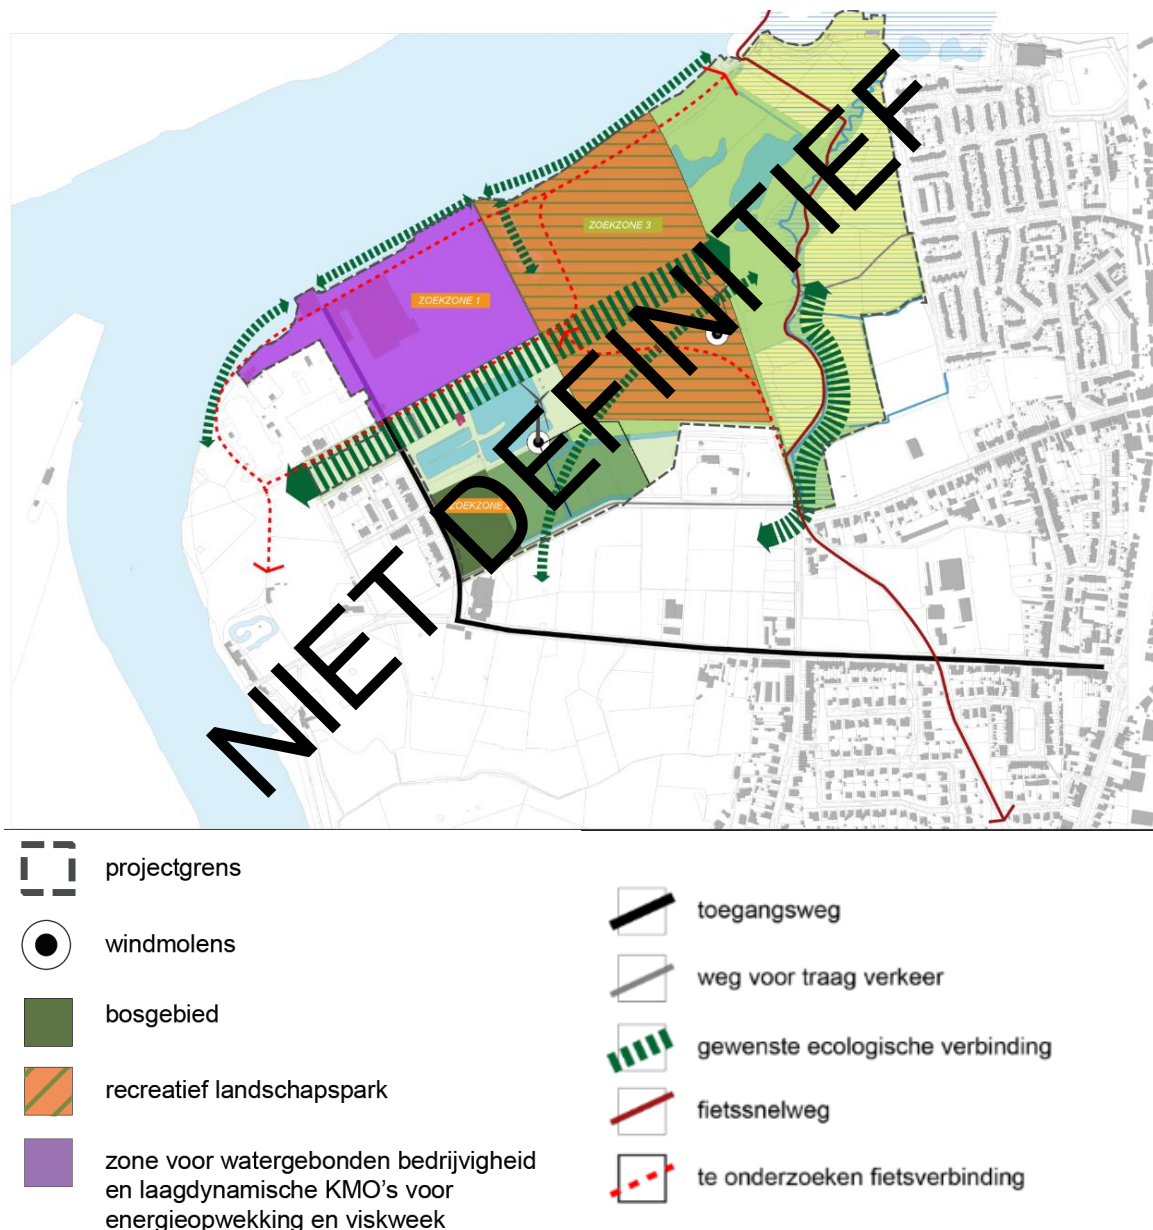 ZOEKZONE 3
ZOEKZONE 1
ZOEKZONE
NIET DEFINITIEF
projectgrens
windmolens
bosgebied
recreatief landschapspark
zone voor watergebonden bedrijvigheid
en laagdynamische KMO's voor
energieopwekking en viskweek
toegangsweg
weg voor traag verkeer
gewenste ecologische verbinding
fietssnelweg
te onderzoeken fietsverbinding